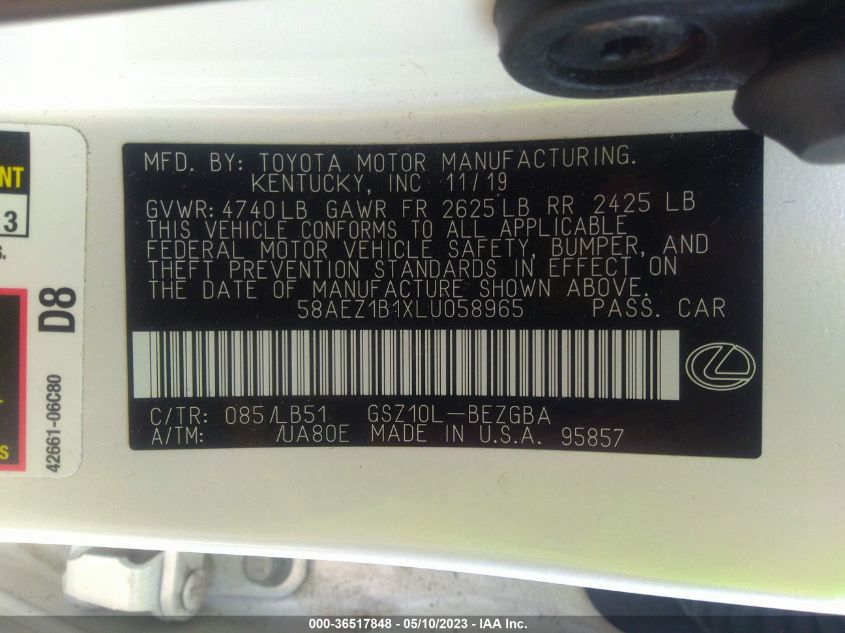 MFD. BY: TOYOTA MOTOR MANUFACTURING.
KENTUCKY, INC 11/19
GVWR: 4740LB GAWR FR 2625LB RR 2425 LB
THIS VEHICLE CONFORMS TO ALL APPLICABLE
FEDERAL MOTOR VEHICLE SAFETY, BUMPER, AND
THEFT PREVENTION STANDARDS IN EFFECT ON
THE DATE OF MANUFACTURE SHOWN ABOVE.
58AEZ1B1XLU058965 PASS. CAR
C/TR: 085/LB51 GSZ10L-BEZGBA
A/TM: /UA80E MADE IN U.S.A. 95857
NT
3
S.
D8
42661-06C80
S
000-36517848 - 05/10/2023 - IAA Inc.